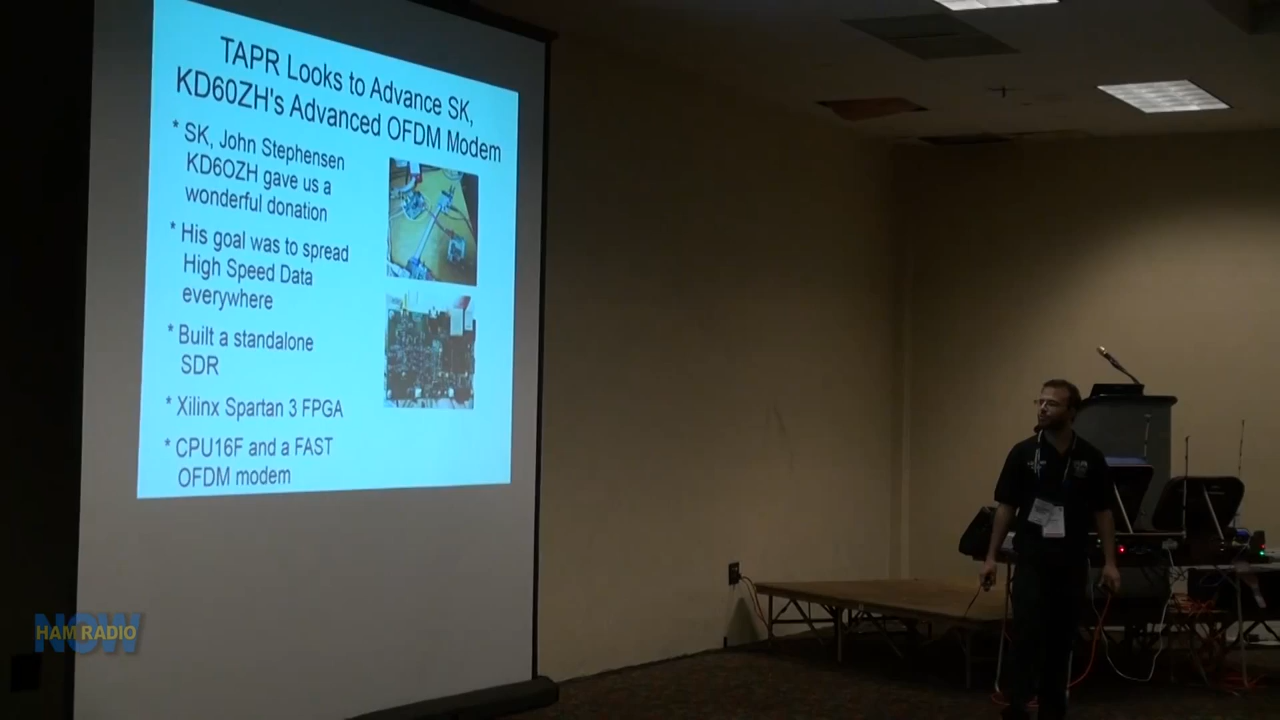 TAPR Looks to Advance SK,
KD60ZH's Advanced OFDM Modem
* SK, John Stephensen
KD6OZH gave us a
wonderful donation
* His goal was to spread
High Speed Data
everywhere
* Built a standalone
SDR
* Xilinx Spartan 3 FPGA
* CPU16F and a FAST
OFDM modem
NOW
HAM RADIO